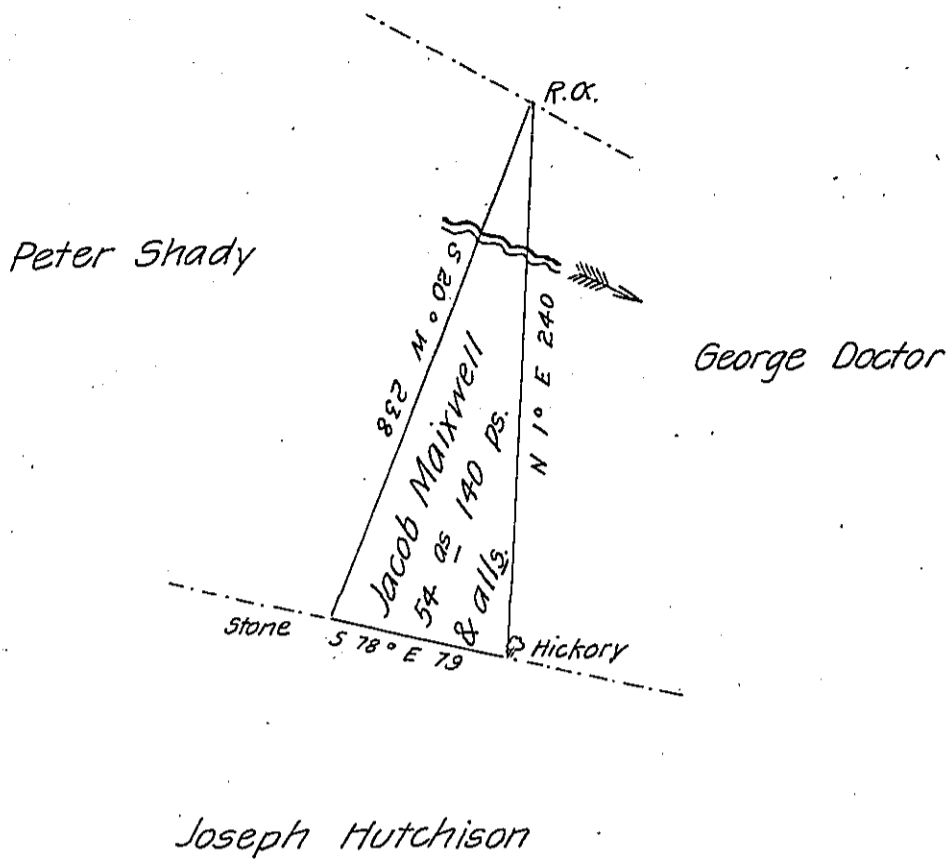 R.O.
Peter Shady
George Doctor
S 20° W 238
N 1° E 240
Jacob Maixwell
54 as 140 ps.
& alls.
Stone
S 78° E 79
Hickory
Joseph Hutchison